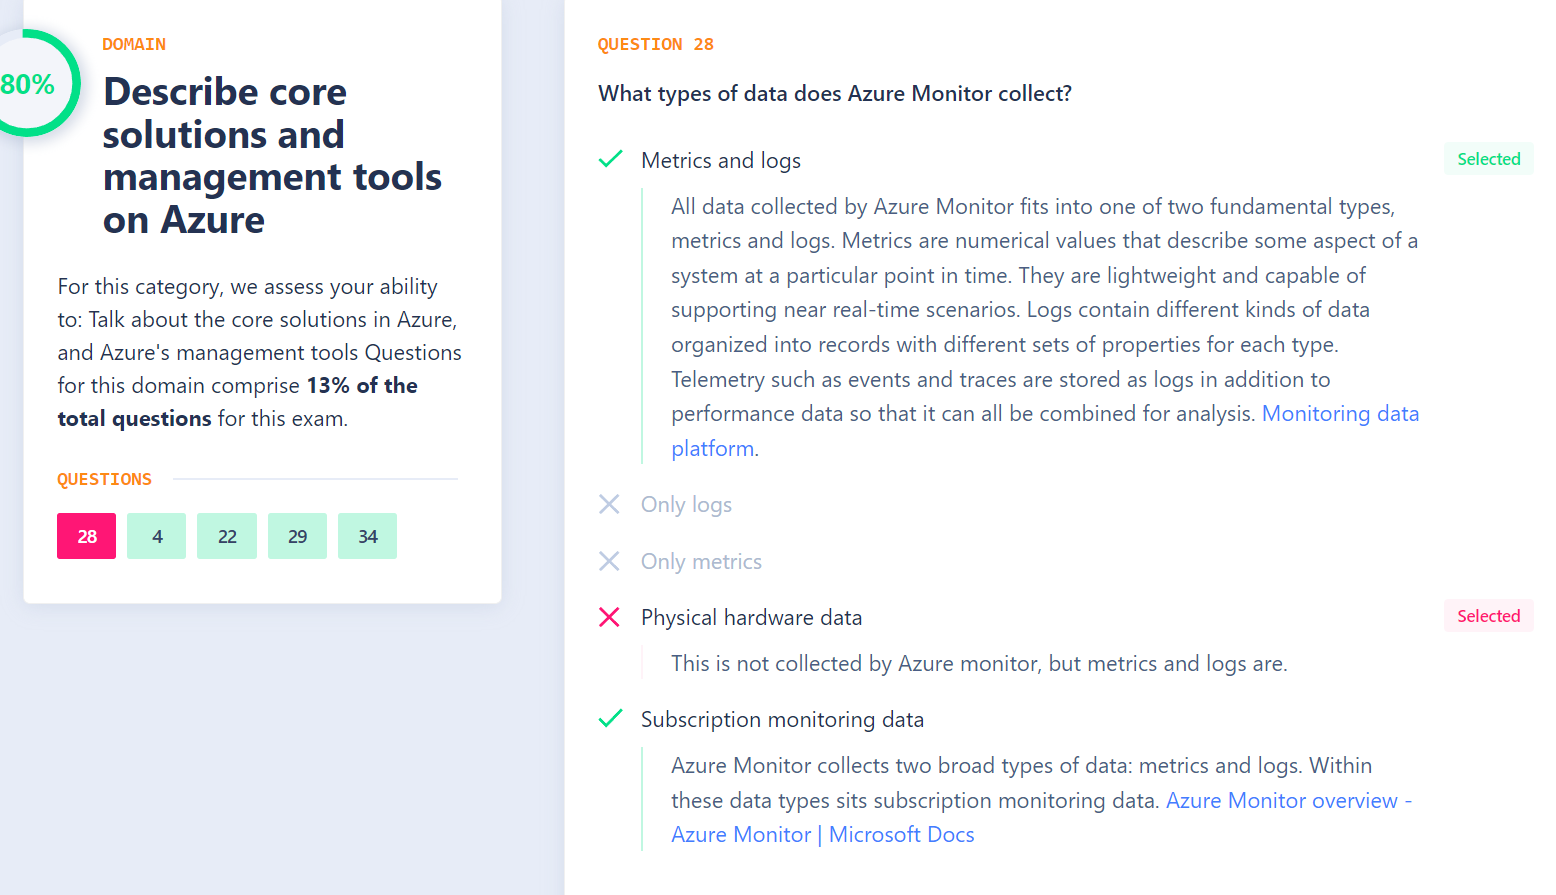 80%
DOMAIN
Describe core
solutions and
management tools
on Azure
For this category, we assess your ability
to: Talk about the core solutions in Azure,
and Azure's management tools Questions
for this domain comprise 13% of the
total questions for this exam.
QUESTIONS
28 4 22 29 34
QUESTION 28
What types of data does Azure Monitor collect?
Metrics and logs Selected
All data collected by Azure Monitor fits into one of two fundamental types,
metrics and logs. Metrics are numerical values that describe some aspect of a
system at a particular point in time. They are lightweight and capable of
supporting near real-time scenarios. Logs contain different kinds of data
organized into records with different sets of properties for each type.
Telemetry such as events and traces are stored as logs in addition to
performance data so that it can all be combined for analysis. Monitoring data
platform.
Only logs
Only metrics
Physical hardware data Selected
This is not collected by Azure monitor, but metrics and logs are.
Subscription monitoring data
Azure Monitor collects two broad types of data: metrics and logs. Within
these data types sits subscription monitoring data. Azure Monitor overview -
Azure Monitor | Microsoft Docs